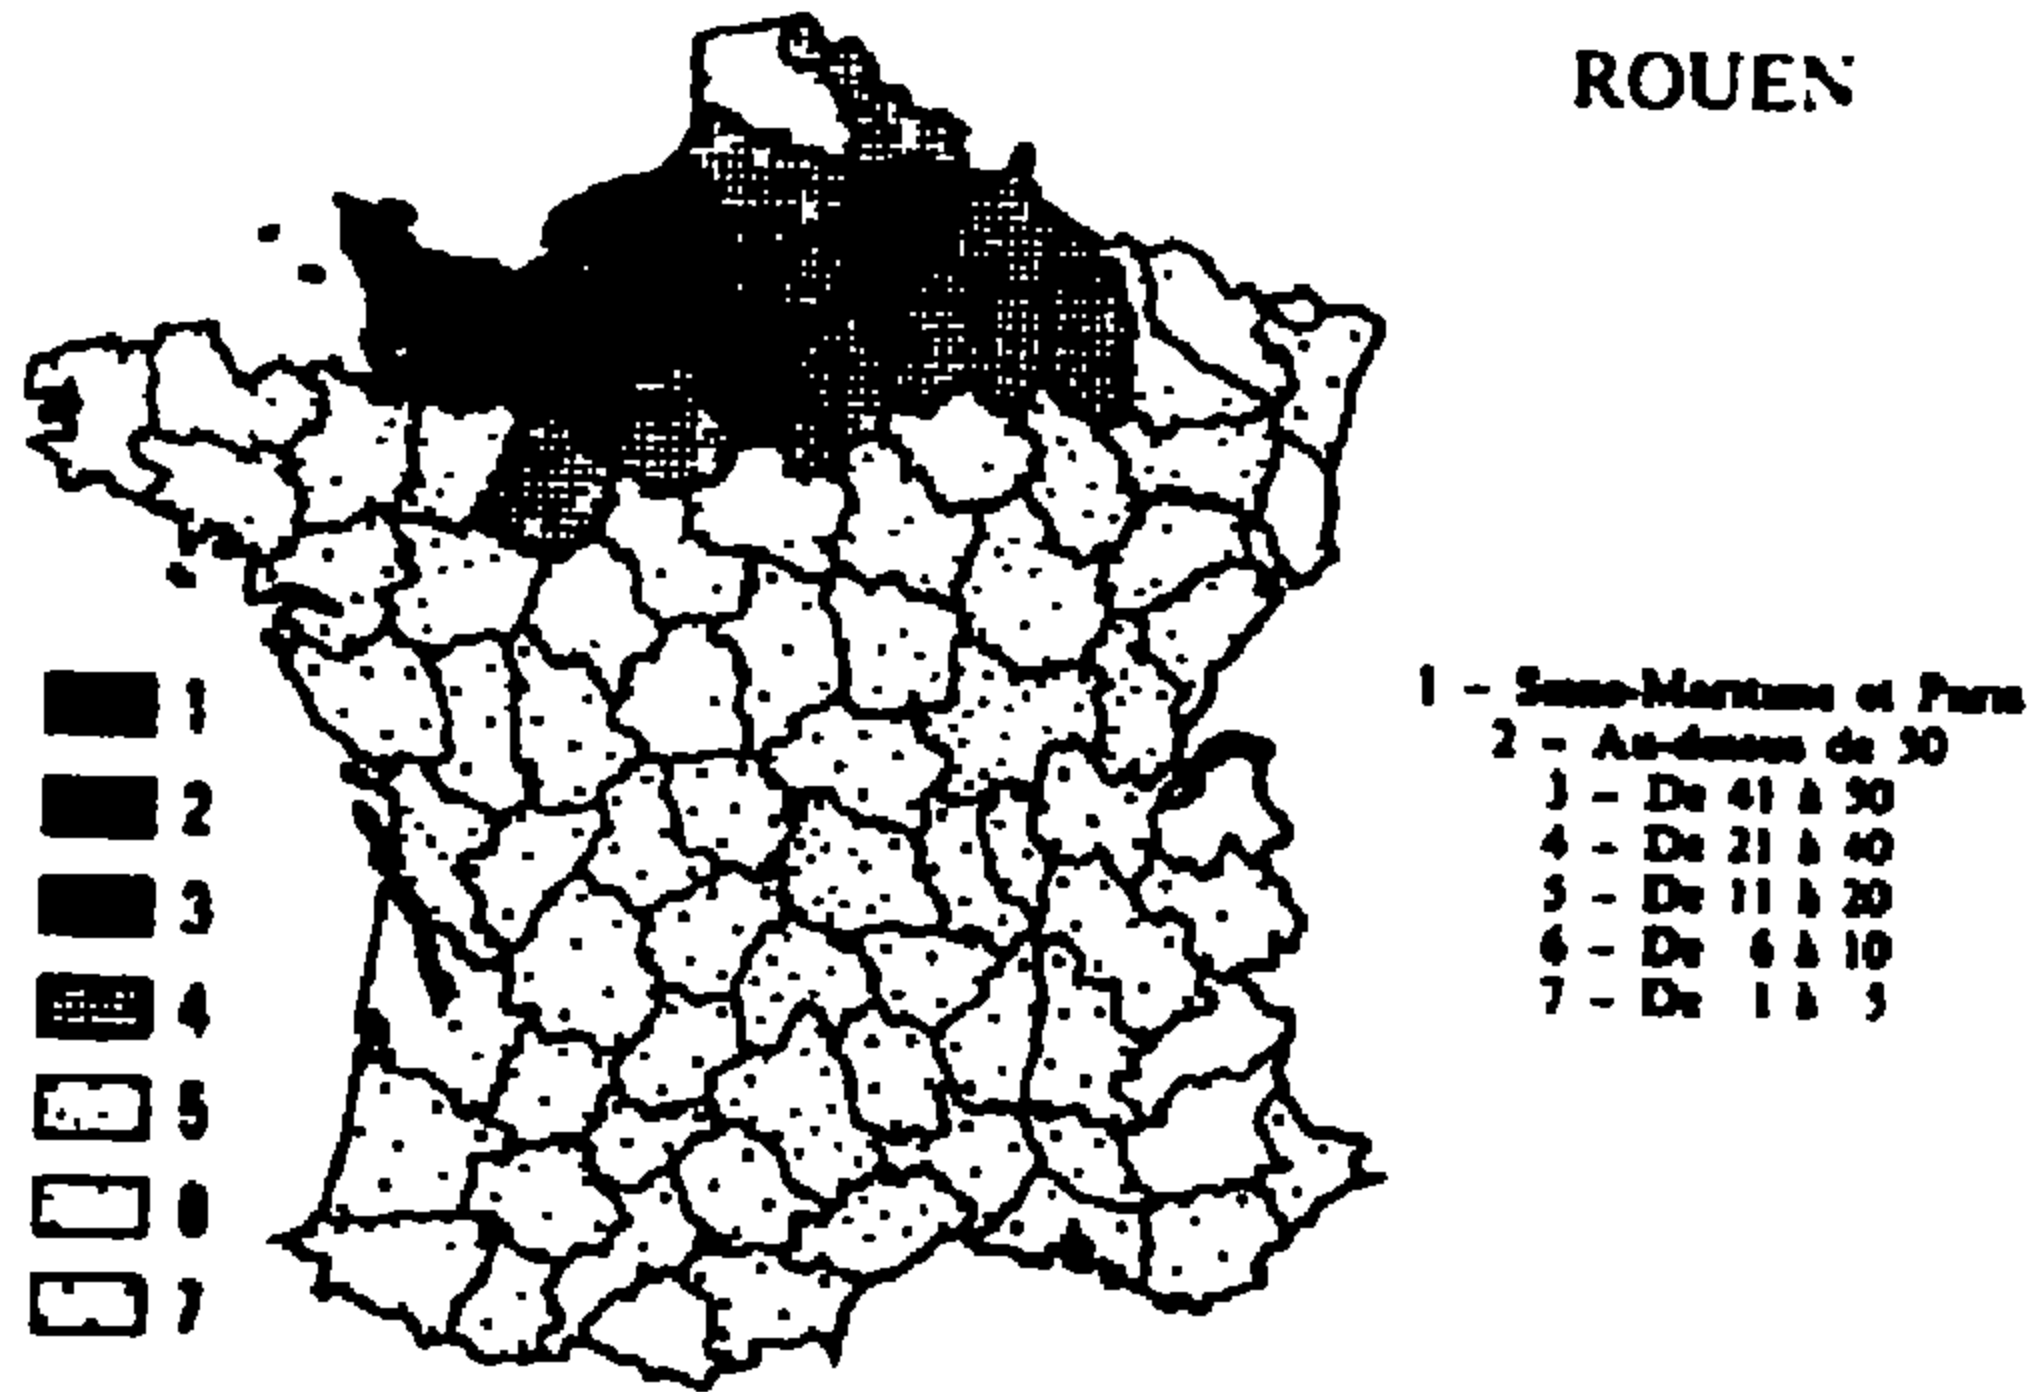 ROUEN
1
2
3
4
5
6
7
1 - Seine-Maritime et Paris
2 - Au-dessus de 50
3 - De 41 à 50
4 - De 21 à 40
5 - De 11 à 20
6 - De 6 à 10
7 - De 1 à 5